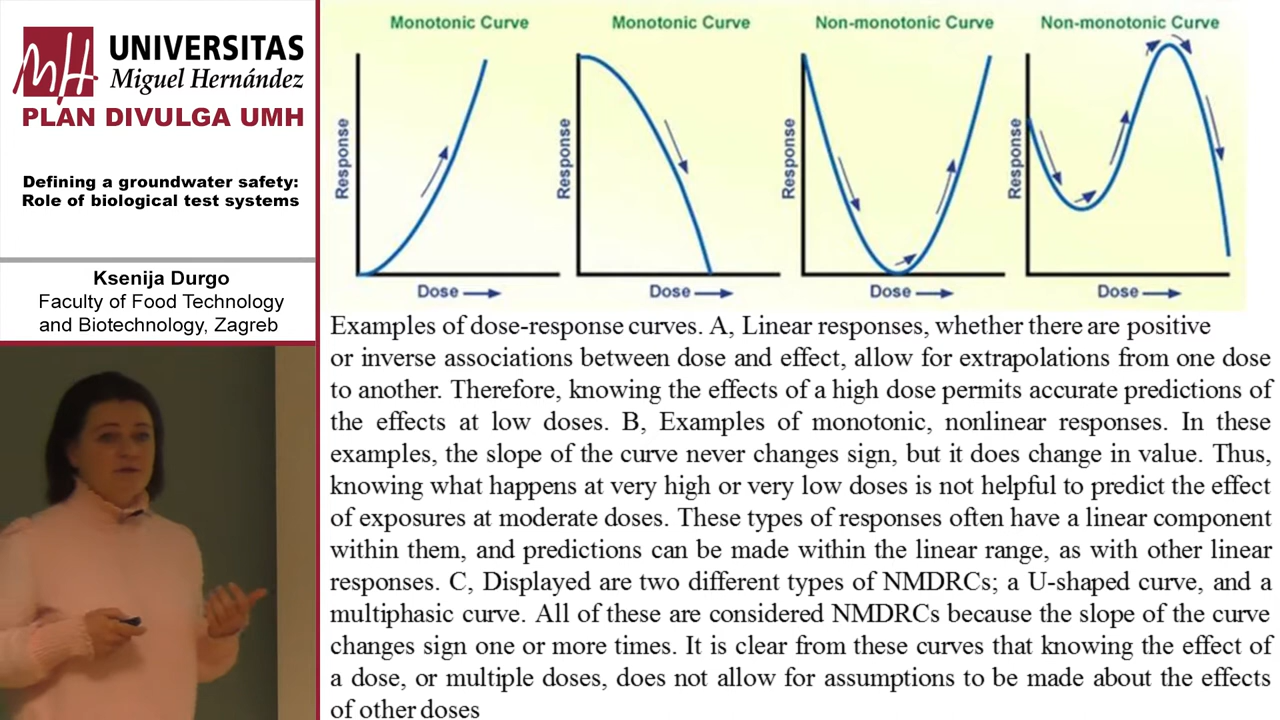 UNIVERSITAS
Miguel Hernández
PLAN DIVULGA UMH
Defining a groundwater safety:
Role of biological test systems
Ksenija Durgo
Faculty of Food Technology
and Biotechnology, Zagreb
Monotonic Curve
Response
Dose
Monotonic Curve
Response
Dose
Non-monotonic Curve
Response
Dose
Non-monotonic Curve
Response
Dose
Examples of dose-response curves. A, Linear responses, whether there are positive
or inverse associations between dose and effect, allow for extrapolations from one dose
to another. Therefore, knowing the effects of a high dose permits accurate predictions of
the effects at low doses. B, Examples of monotonic, nonlinear responses. In these
examples, the slope of the curve never changes sign, but it does change in value. Thus,
knowing what happens at very high or very low doses is not helpful to predict the effect
of exposures at moderate doses. These types of responses often have a linear component
within them, and predictions can be made within the linear range, as with other linear
responses. C, Displayed are two different types of NMDRCs; a U-shaped curve, and a
multiphasic curve. All of these are considered NMDRCs because the slope of the curve
changes sign one or more times. It is clear from these curves that knowing the effect of
a dose, or multiple doses, does not allow for assumptions to be made about the effects
of other doses